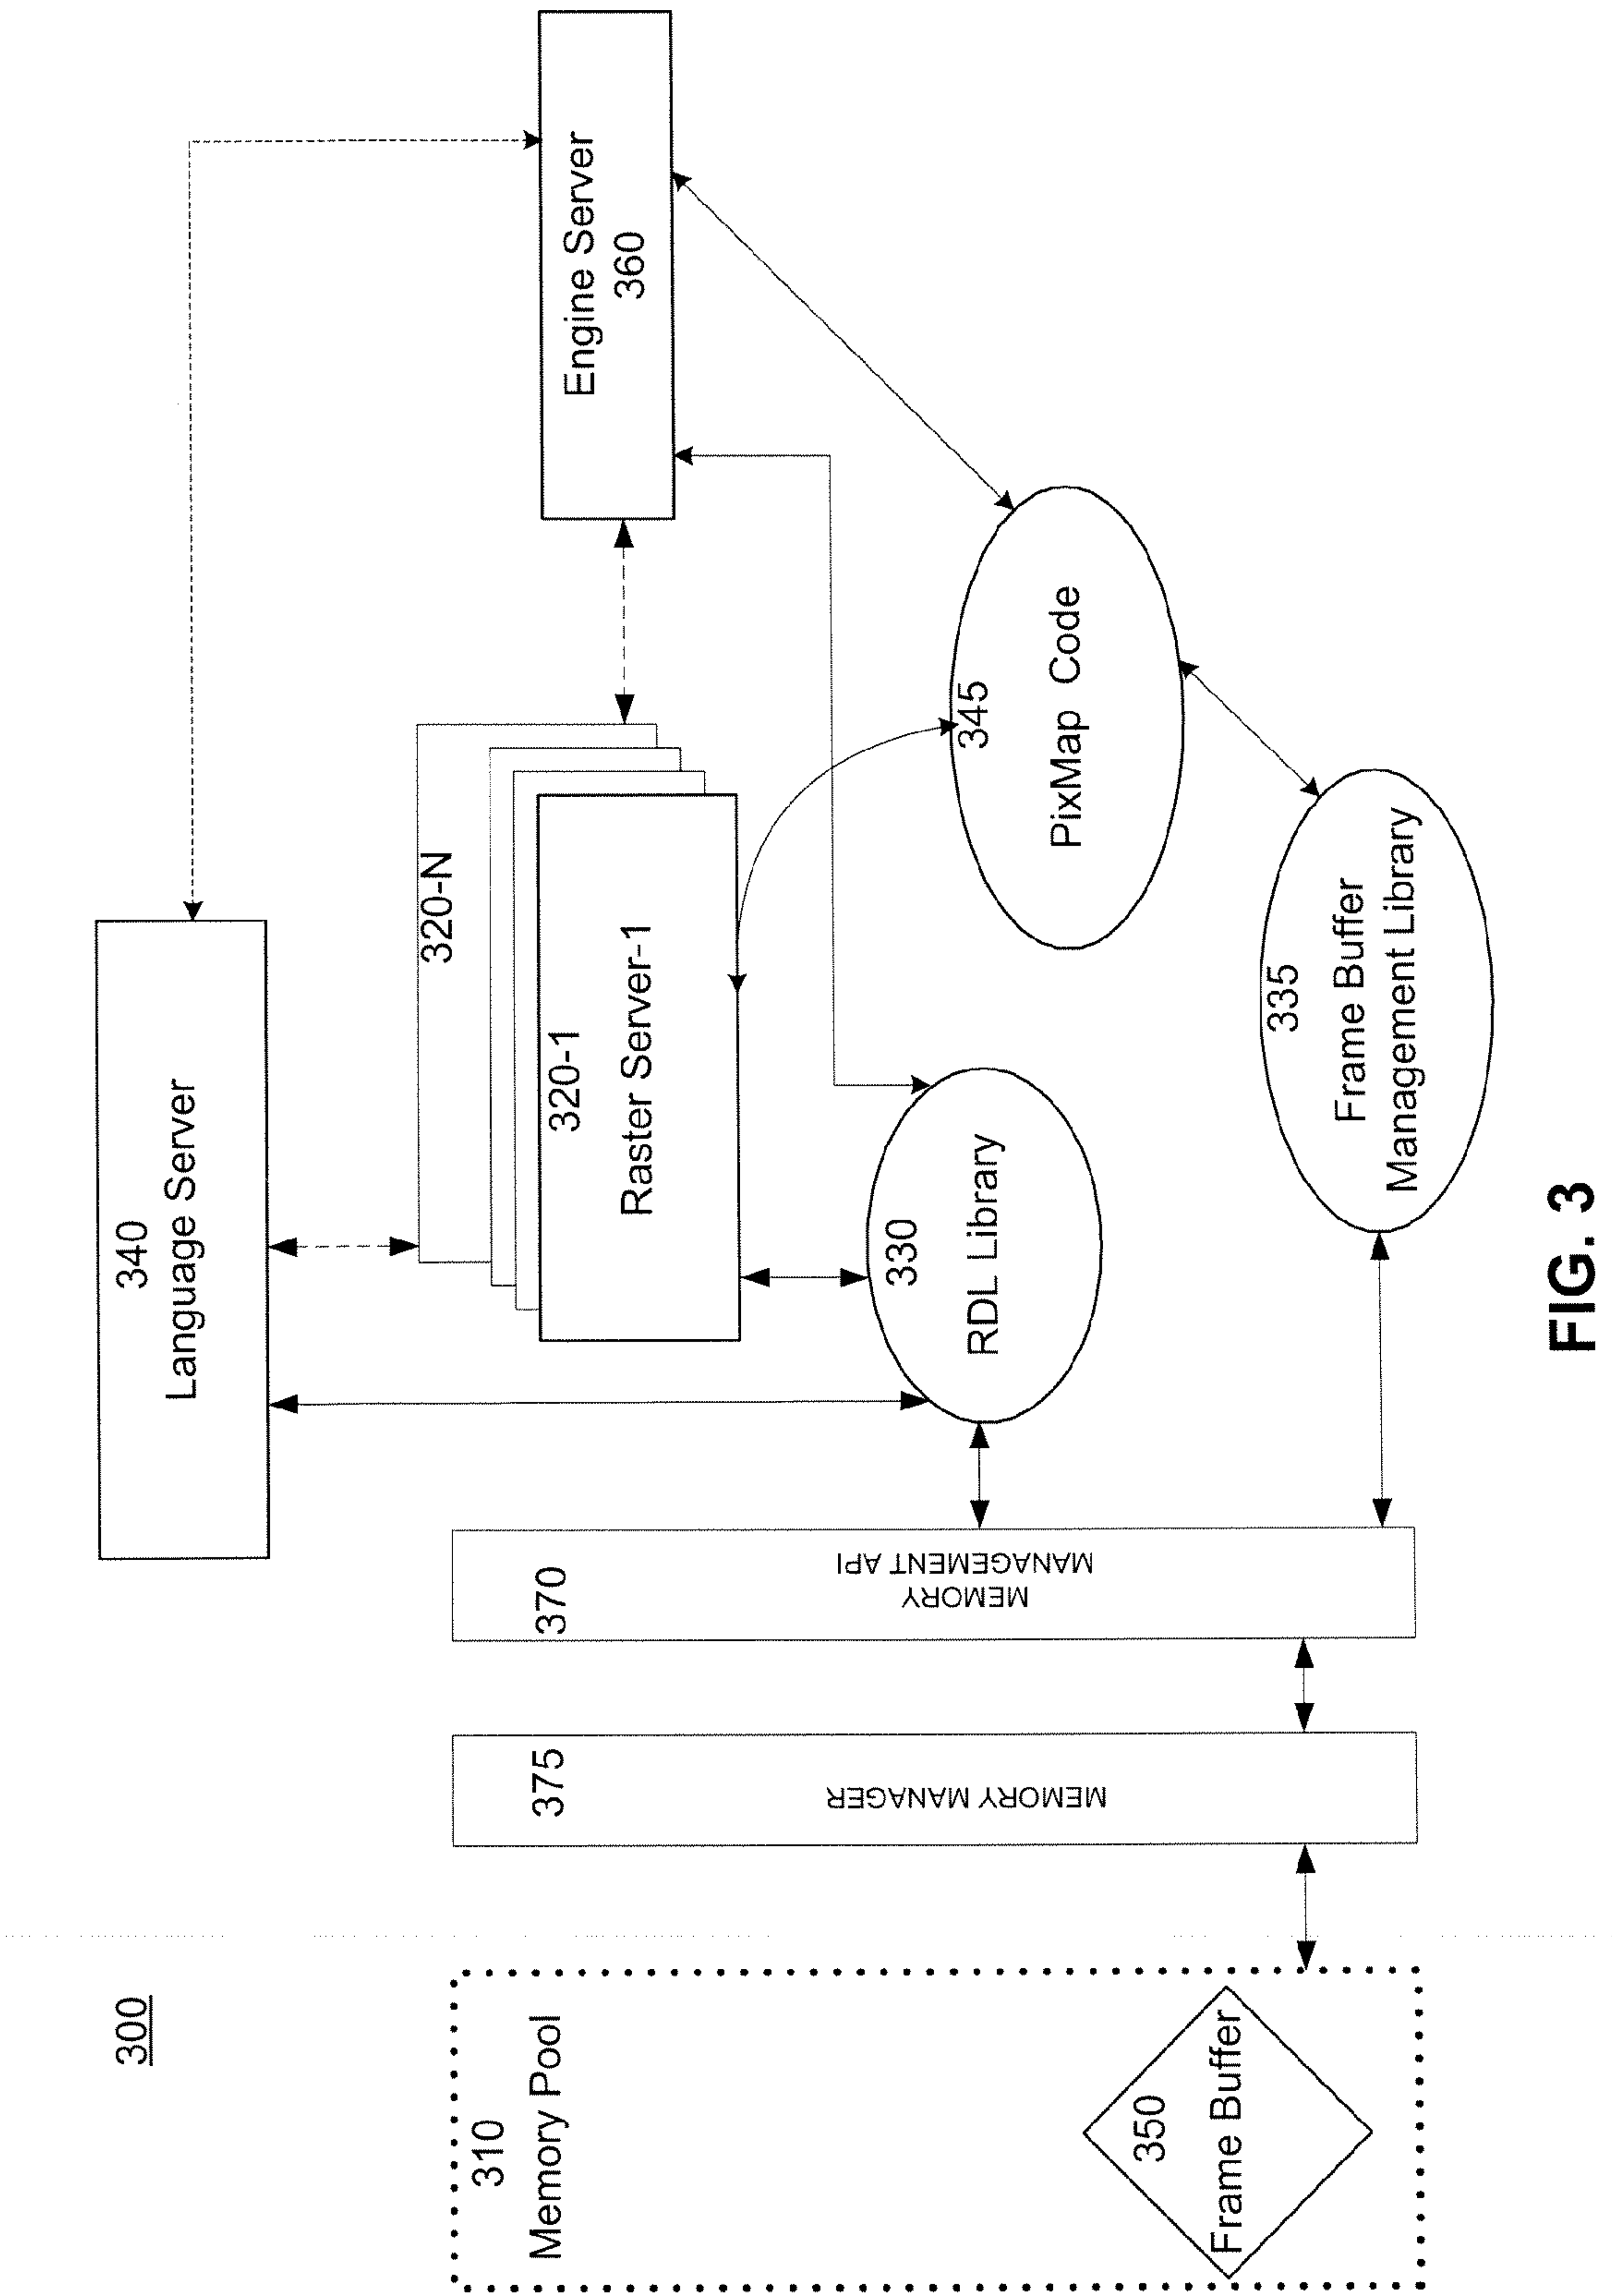 300
340
Language Server
320-N
320-1
Raster Server-1
Engine Server
360
310
Memory Pool
375
MEMORY MANAGER
370
MEMORY
MANAGEMENT API
330
RDL Library
345
PixMap Code
350
Frame Buffer
335
Frame Buffer
Management Library
FIG. 3